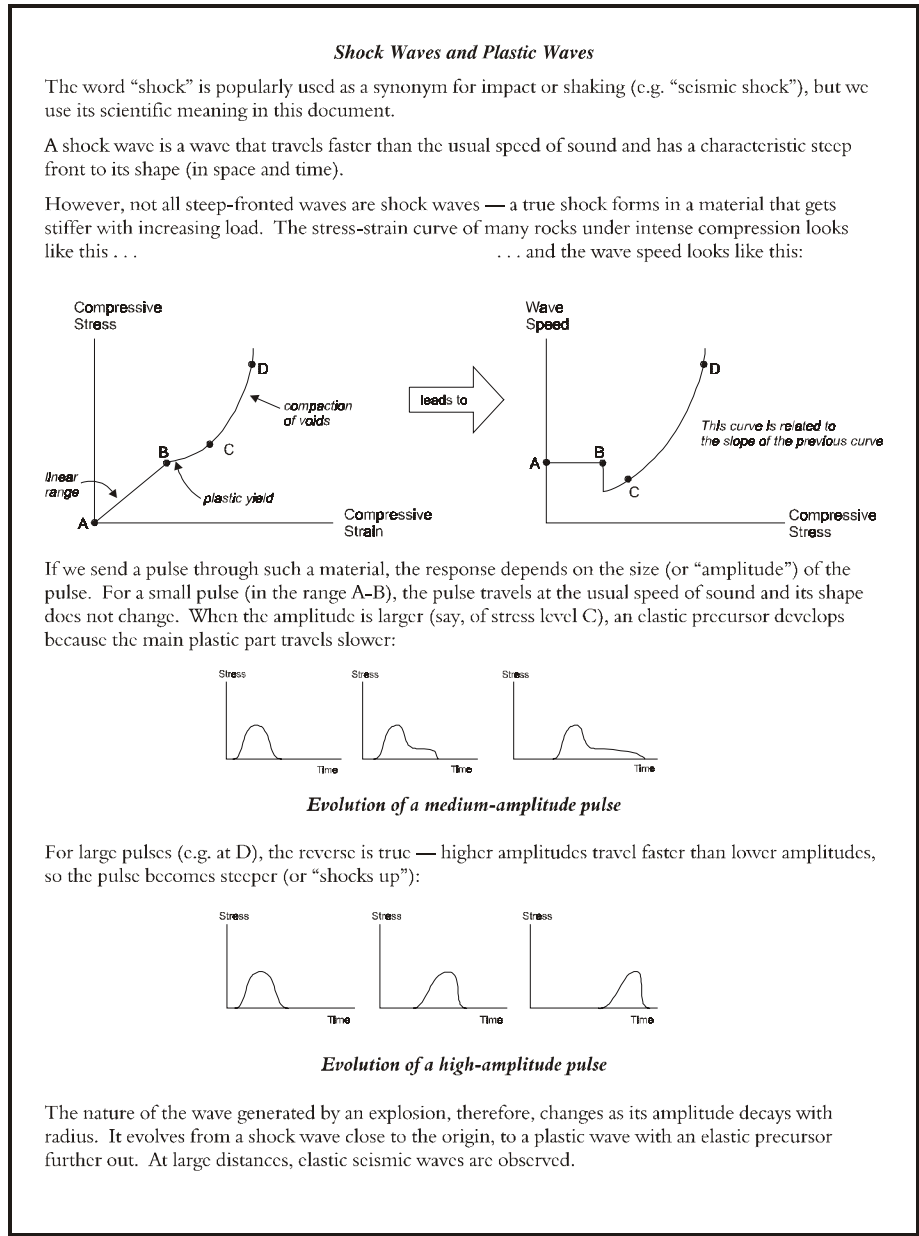 Shock Waves and Plastic Waves
The word “shock” is popularly used as a synonym for impact or shaking (e.g. “seismic shock”), but we
use its scientific meaning in this document.
A shock wave is a wave that travels faster than the usual speed of sound and has a characteristic steep
front to its shape (in space and time).
However, not all steep-fronted waves are shock waves — a true shock forms in a material that gets
stiffer with increasing load. The stress-strain curve of many rocks under intense compression looks
like this . . .
. . . and the wave speed looks like this:
Compressive
Stress
D
compaction
of voids
B
C
linear
range
plastic yield
A
Compressive
Strain
leads to
Wave
Speed
D
This curve is related to
the slope of the previous curve
A
B
C
Compressive
Stress
If we send a pulse through such a material, the response depends on the size (or “amplitude”) of the
pulse. For a small pulse (in the range A-B), the pulse travels at the usual speed of sound and its shape
does not change. When the amplitude is larger (say, of stress level C), an elastic precursor develops
because the main plastic part travels slower:
Stress
Time
Stress
Time
Stress
Time
Evolution of a medium-amplitude pulse
For large pulses (e.g. at D), the reverse is true — higher amplitudes travel faster than lower amplitudes,
so the pulse becomes steeper (or “shocks up”):
Stress
Time
Stress
Time
Stress
Time
Evolution of a high-amplitude pulse
The nature of the wave generated by an explosion, therefore, changes as its amplitude decays with
radius. It evolves from a shock wave close to the origin, to a plastic wave with an elastic precursor
further out. At large distances, elastic seismic waves are observed.